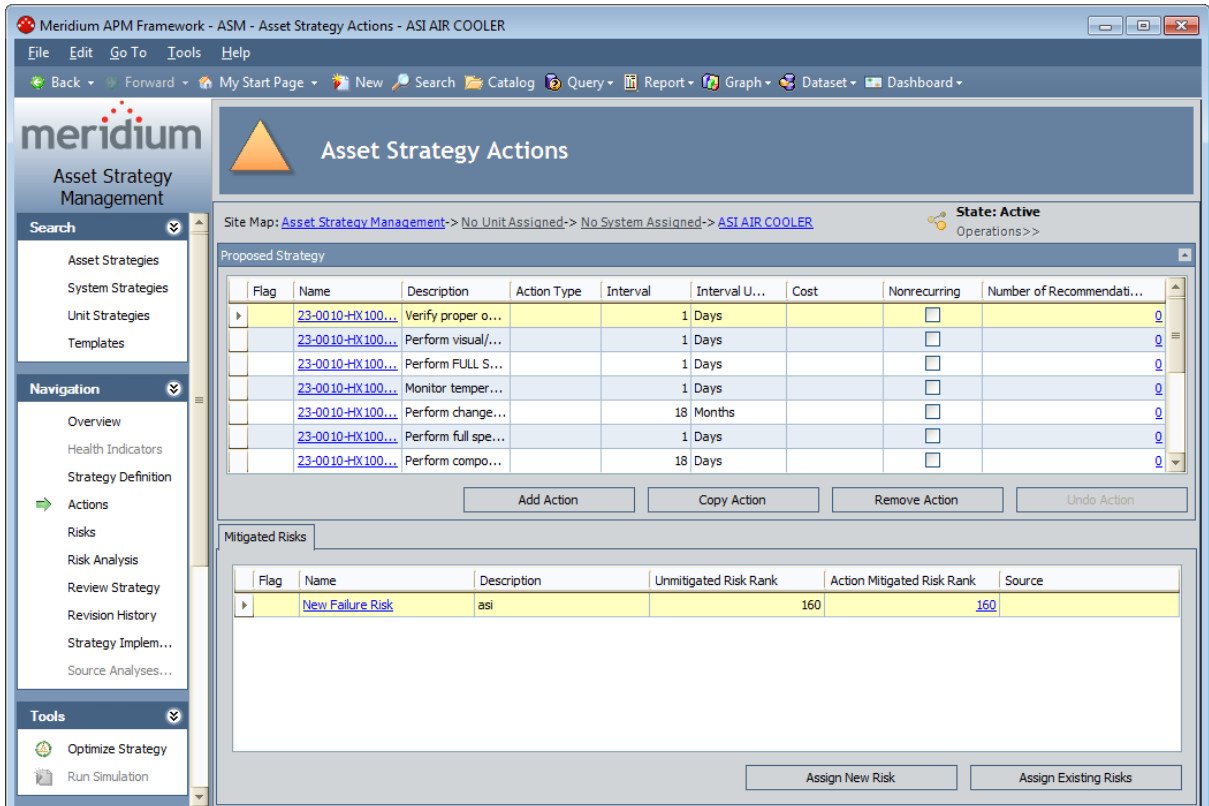 Meridium APM Framework - ASM - Asset Strategy Actions - ASI AIR COOLER
File Edit Go To Tools Help
Back Forward My Start Page New Search Catalog Query Report Graph Dataset Dashboard
meridium
Asset Strategy
Management
Search
Asset Strategies
System Strategies
Unit Strategies
Templates
Navigation
Overview
Health Indicators
Strategy Definition
Actions
Risks
Risk Analysis
Review Strategy
Revision History
Strategy Implem...
Source Analyses...
Tools
Optimize Strategy
Run Simulation
Asset Strategy Actions
Site Map: Asset Strategy Management-> No Unit Assigned-> No System Assigned-> ASI AIR COOLER
State: Active
Operations>>
Proposed Strategy
Flag Name Description Action Type Interval Interval U... Cost Nonrecurring Number of Recommendati...
23-0010-HX100... Verify proper o... 1 Days 0
23-0010-HX100... Perform visual/... 1 Days 0
23-0010-HX100... Perform FULL S... 1 Days 0
23-0010-HX100... Monitor temper... 1 Days 0
23-0010-HX100... Perform change... 18 Months 0
23-0010-HX100... Perform full spe... 1 Days 0
23-0010-HX100... Perform compo... 18 Days 0
Add Action Copy Action Remove Action Undo Action
Mitigated Risks
Flag Name Description Unmitigated Risk Rank Action Mitigated Risk Rank Source
New Failure Risk asi 160 160
Assign New Risk Assign Existing Risks